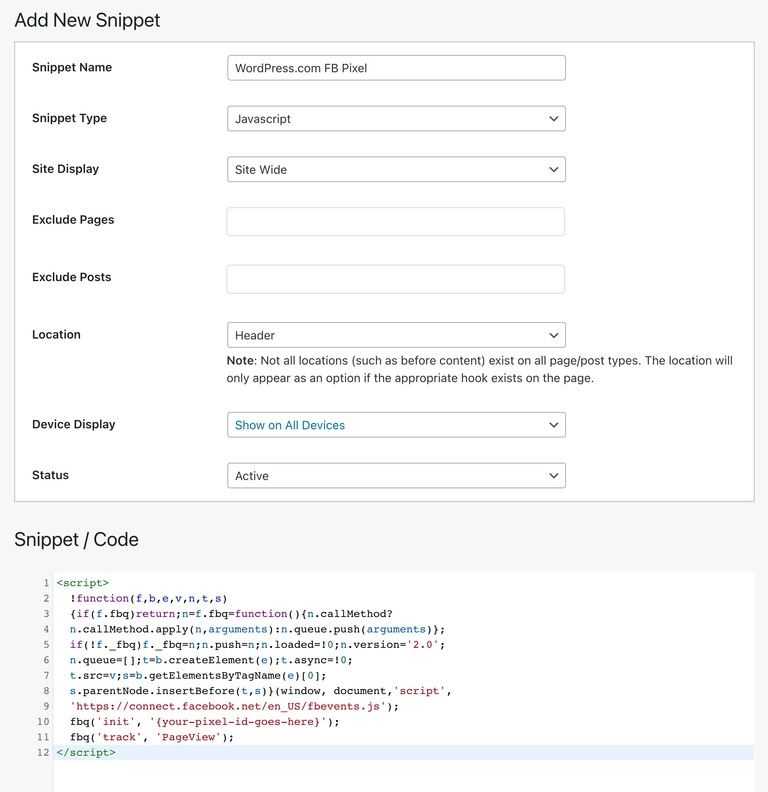 Add New Snippet
Snippet Name
WordPress.com FB Pixel
Snippet Type
Javascript
Site Display
Site Wide
Exclude Pages
Exclude Posts
Location
Header
Note: Not all locations (such as before content) exist on all page/post types. The location will
only appear as an option if the appropriate hook exists on the page.
Device Display
Show on All Devices
Status
Active
Snippet / Code
1 <script>
2 !function(f,b,e,v,n,t,s)
3 {if(f.fbq)return;n=f.fbq=function(){n.callMethod?
4 n.callMethod.apply(n,arguments):n.queue.push(arguments)};
5 if(!f._fbq)f._fbq=n;n.push=n;n.loaded=!0;n.version='2.0';
6 n.queue=[];t=b.createElement(e);t.async=!0;
7 t.src=v;s=b.getElementsByTagName(e)[0];
8 s.parentNode.insertBefore(t,s)}(window, document,'script',
9 'https://connect.facebook.net/en_US/fbevents.js');
10 fbq('init', '{your-pixel-id-goes-here}');
11 fbq('track', 'PageView');
12 </script>